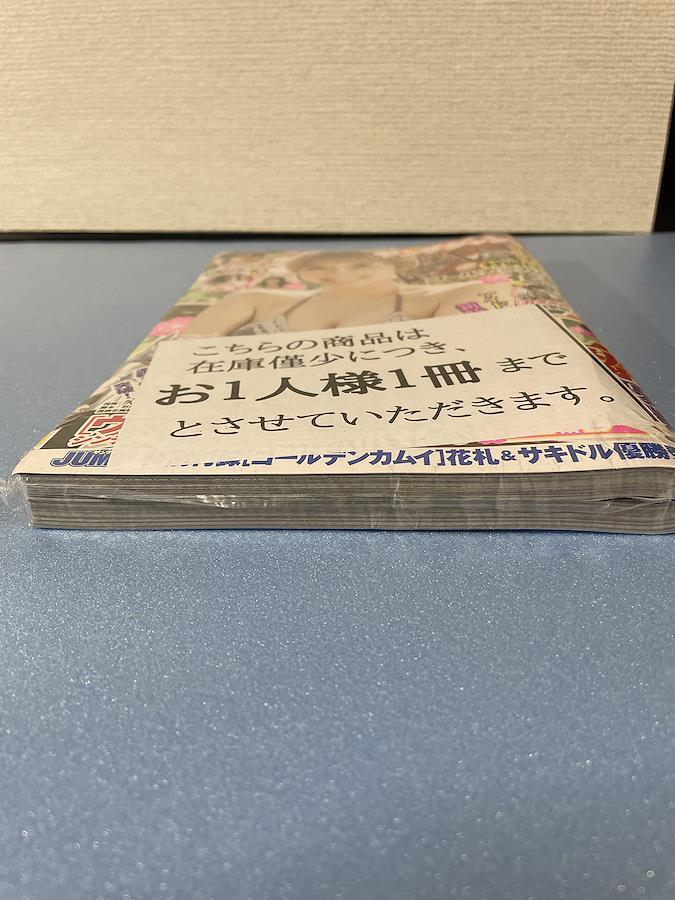 こちらの商品は
在庫僅少につき、
お1人様1冊 まで
とさせていただきます。
JUM
[ゴールデンカムイ]花札&サキドル優勝